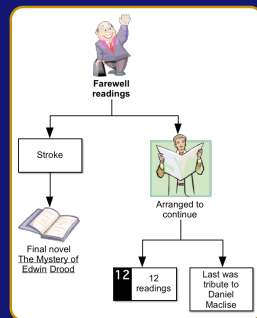 Farewell
readings
Stroke
Arranged to
continue
Final novel
The Mystery of
Edwin Drood
12
12
readings
Last was
tribute to
Daniel
Maclise